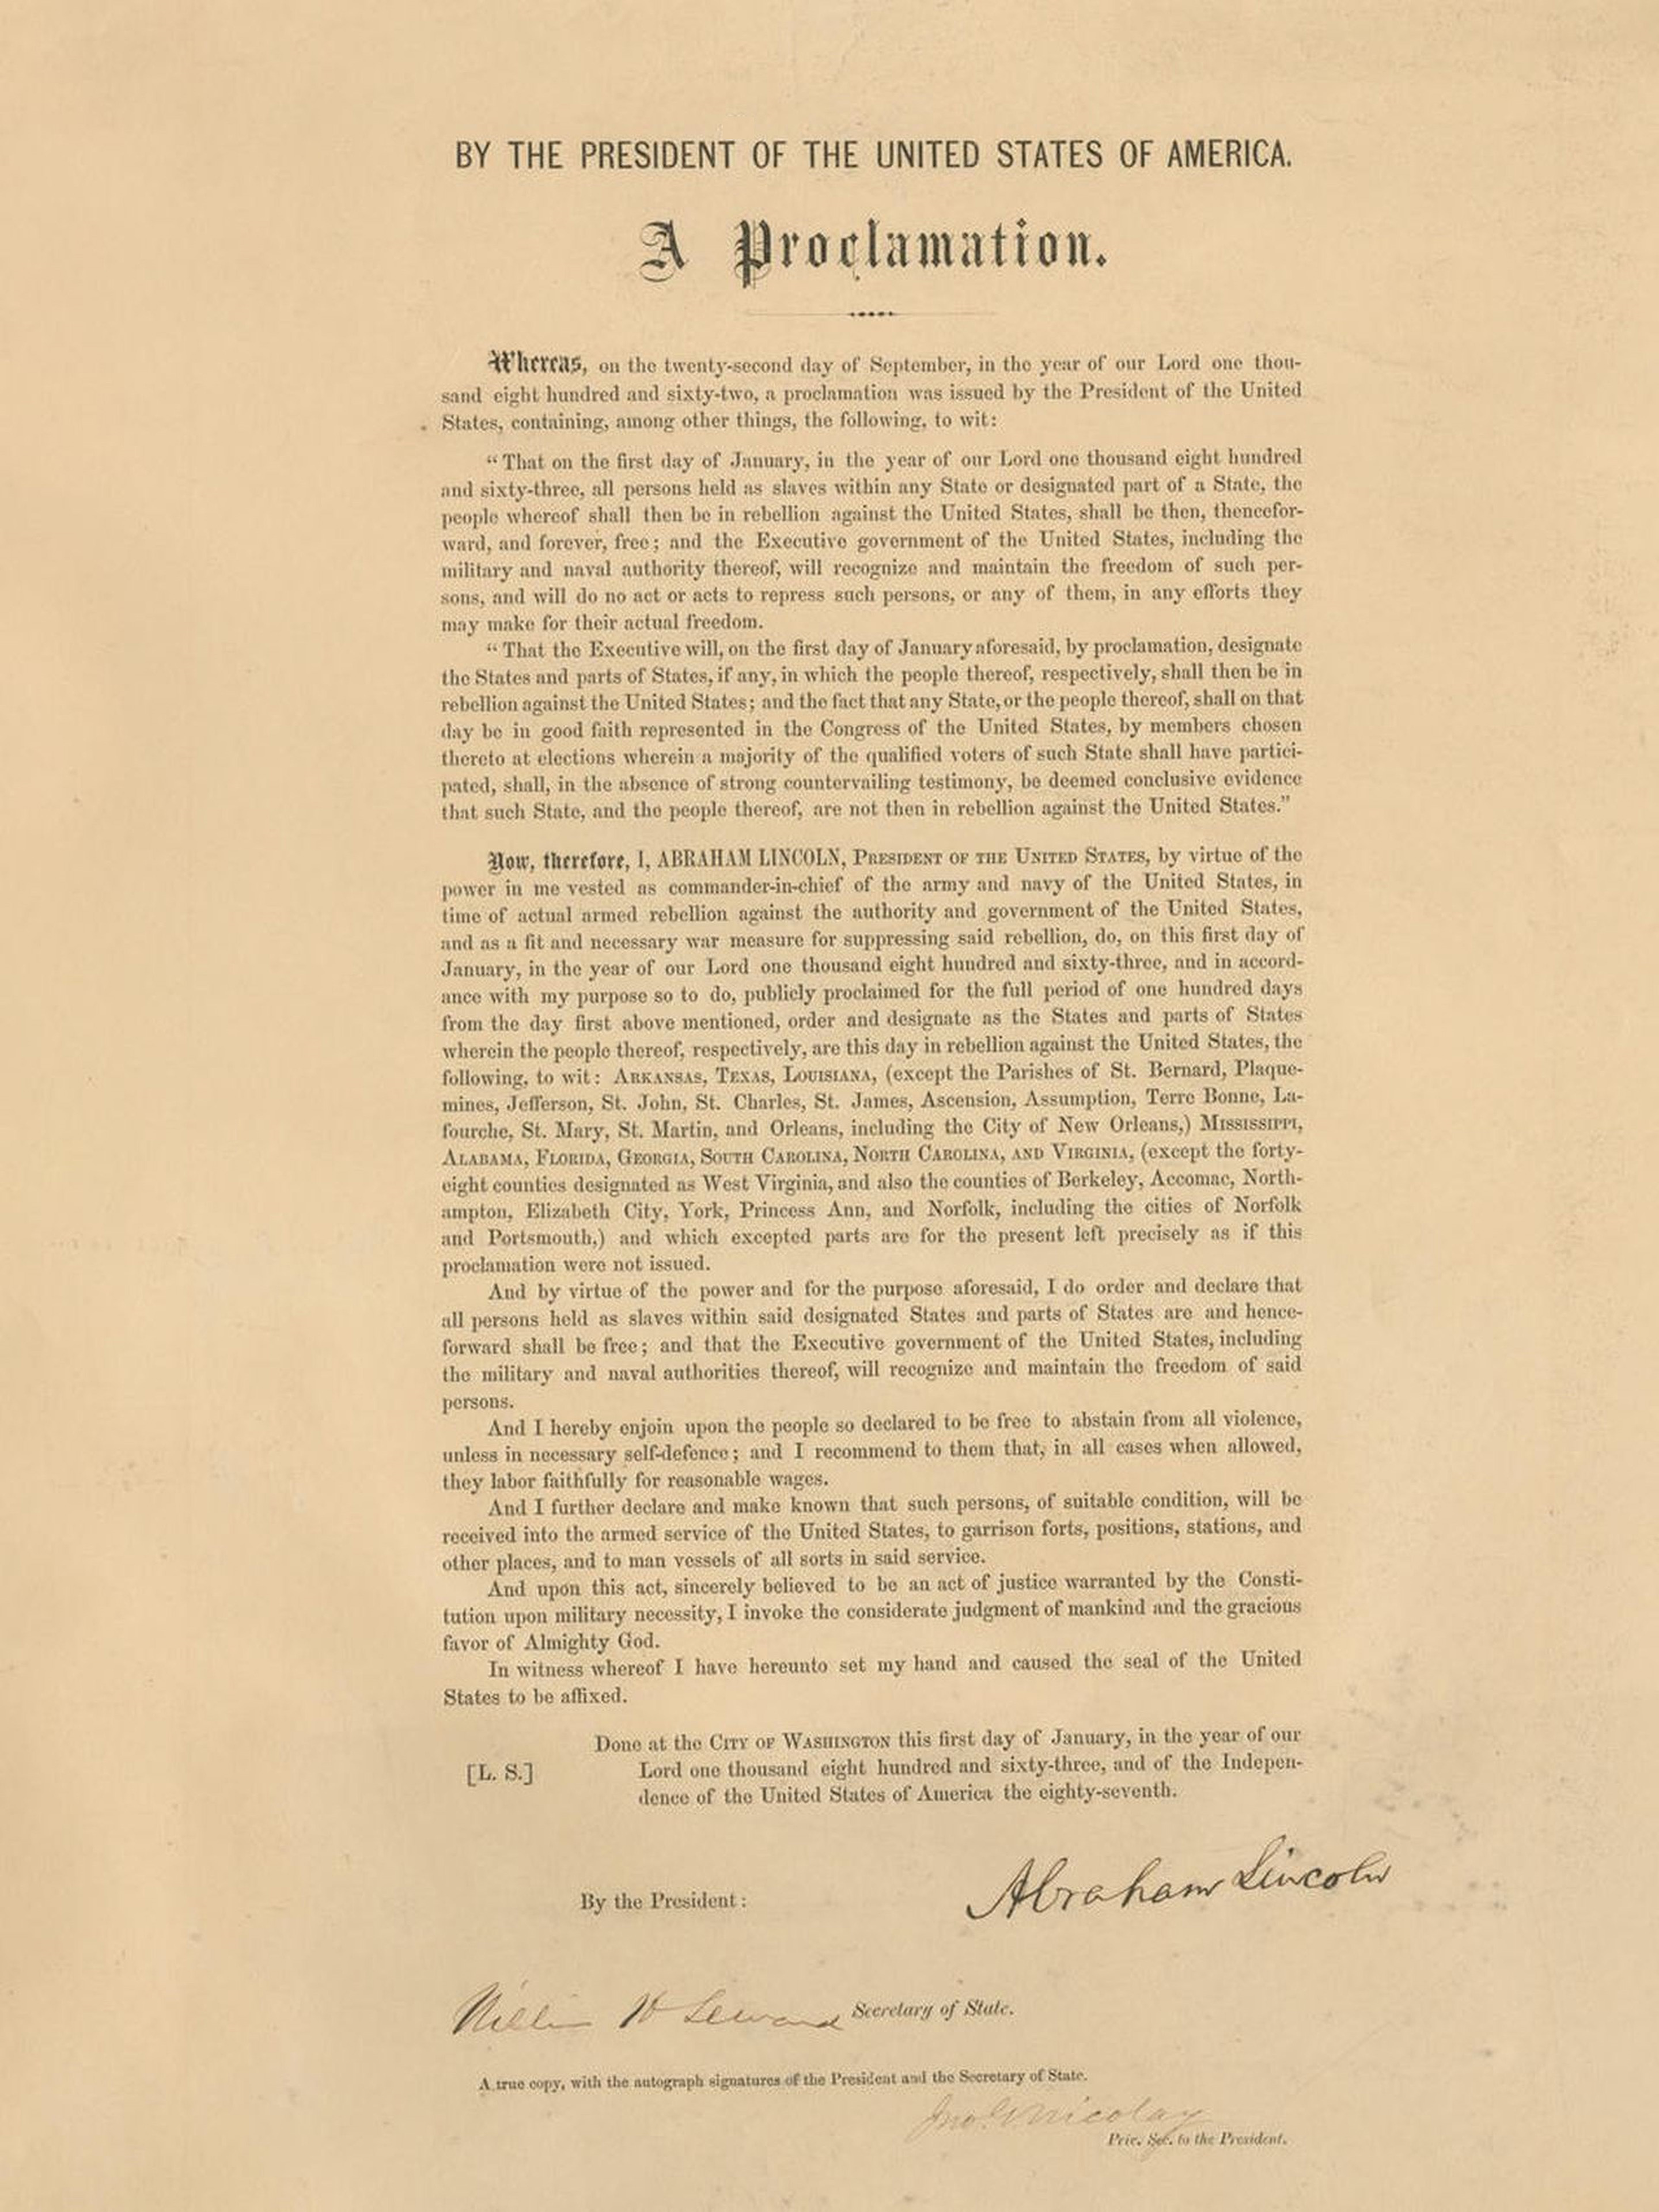 BY THE PRESIDENT OF THE UNITED STATES OF AMERICA.
A Proclamation.
Whereas, on the twenty-second day of September, in the year of our Lord one thou-
sand eight hundred and sixty-two, a proclamation was issued by the President of the United
States, containing, among other things, the following, to wit:
“That on the first day of January, in the year of our Lord one thousand eight hundred
and sixty-three, all persons held as slaves within any State or designated part of a State, the
people whereof shall then be in rebellion against the United States, shall be then, thencefor-
ward, and forever, free; and the Executive government of the United States, including the
military and naval authority thereof, will recognize and maintain the freedom of such per-
sons, and will do no act or acts to repress such persons, or any of them, in any efforts they
may make for their actual freedom.
“That the Executive will, on the first day of January aforesaid, by proclamation, designate
the States and parts of States, if any, in which the people thereof, respectively, shall then be in
rebellion against the United States; and the fact that any State, or the people thereof, shall on that
day be in good faith represented in the Congress of the United States, by members chosen
thereto at elections wherein a majority of the qualified voters of such State shall have partici-
pated, shall, in the absence of strong countervailing testimony, be deemed conclusive evidence
that such State, and the people thereof, are not then in rebellion against the United States.”
Now, therefore, I, ABRAHAM LINCOLN, PRESIDENT OF THE UNITED STATES, by virtue of the
power in me vested as commander-in-chief of the army and navy of the United States, in
time of actual armed rebellion against the authority and government of the United States,
and as a fit and necessary war measure for suppressing said rebellion, do, on this first day of
January, in the year of our Lord one thousand eight hundred and sixty-three, and in accord-
ance with my purpose so to do, publicly proclaimed for the full period of one hundred days
from the day first above mentioned, order and designate as the States and parts of States
wherein the people thereof, respectively, are this day in rebellion against the United States, the
following, to wit: ARKANSAS, TEXAS, LOUISIANA, (except the Parishes of St. Bernard, Plaque-
mines, Jefferson, St. John, St. Charles, St. James, Ascension, Assumption, Terre Bonne, La-
fourche, St. Mary, St. Martin, and Orleans, including the City of New Orleans,) MISSISSIPPI,
ALABAMA, FLORIDA, GEORGIA, SOUTH CAROLINA, NORTH CAROLINA, AND VIRGINIA, (except the forty-
eight counties designated as West Virginia, and also the counties of Berkeley, Accomac, North-
ampton, Elizabeth City, York, Princess Ann, and Norfolk, including the cities of Norfolk
and Portsmouth,) and which excepted parts are for the present left precisely as if this
proclamation were not issued.
And by virtue of the power and for the purpose aforesaid, I do order and declare that
all persons held as slaves within said designated States and parts of States are and hence-
forward shall be free; and that the Executive government of the United States, including
the military and naval authorities thereof, will recognize and maintain the freedom of said
persons.
And I hereby enjoin upon the people so declared to be free to abstain from all violence,
unless in necessary self-defence; and I recommend to them that, in all cases when allowed,
they labor faithfully for reasonable wages.
And I further declare and make known that such persons, of suitable condition, will be
received into the armed service of the United States, to garrison forts, positions, stations, and
other places, and to man vessels of all sorts in said service.
And upon this act, sincerely believed to be an act of justice warranted by the Consti-
tution upon military necessity, I invoke the considerate judgment of mankind and the gracious
favor of Almighty God.
In witness whereof I have hereunto set my hand and caused the seal of the United
States to be affixed.
Done at the CITY OF WASHINGTON this first day of January, in the year of our
[L. S.] Lord one thousand eight hundred and sixty-three, and of the Indepen-
dence of the United States of America the eighty-seventh.
Abraham Lincoln
By the President:
William H Seward Secretary of State.
A true copy, with the autograph signatures of the President and the Secretary of State.
Jno. G. Nicolay
Priv. Sec. to the President.